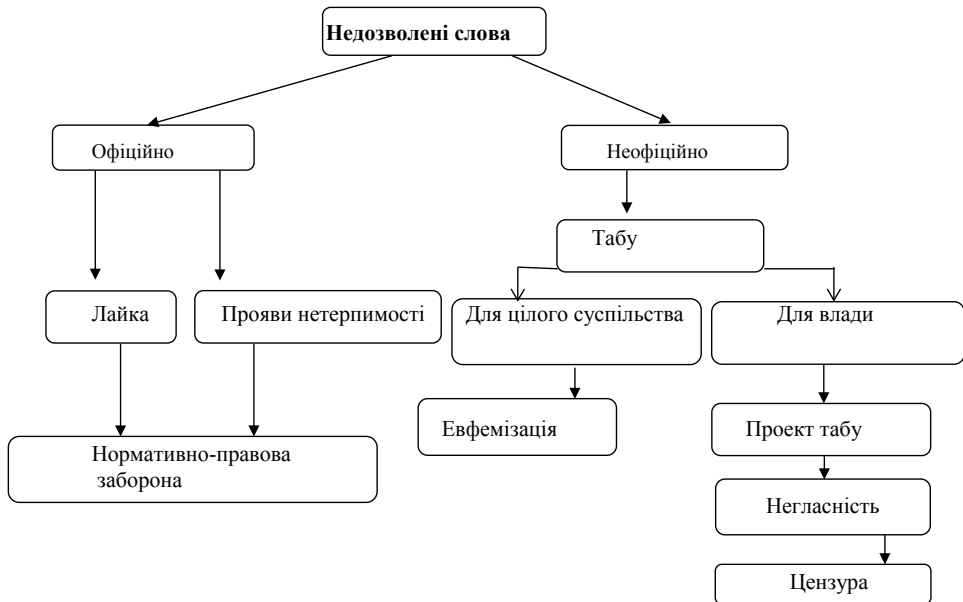 Недозволені слова
Офіційно
Неофіційно
Табу
Лайка
Прояви нетерпимості
Для цілого суспільства
Для влади
Евфемізація
Проект табу
Нормативно-правова
заборона
Негласність
Цензура